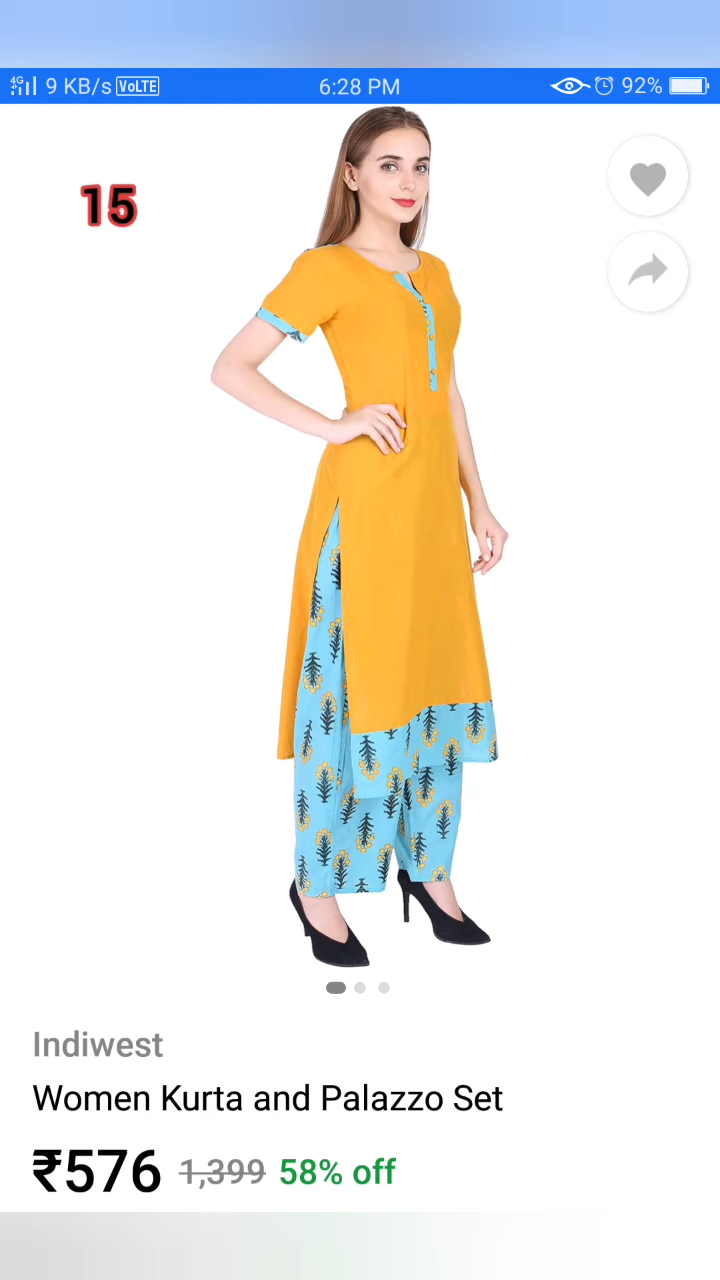 4G 9 KB/s VoLTE 6:28 PM 92%
15
Indiwest
Women Kurta and Palazzo Set
₹576 1,399 58% off